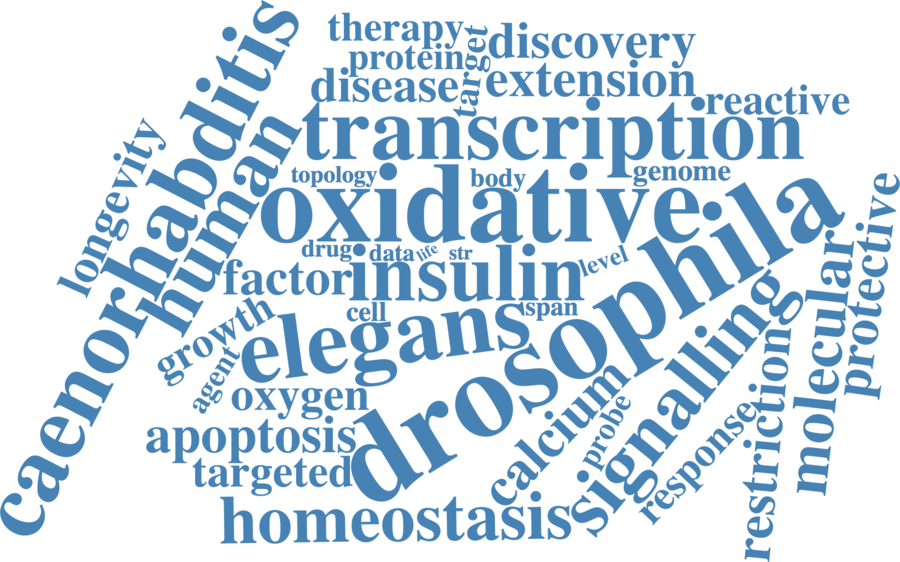 therapy
discovery
protein
target
disease
extension
reactive
caenorhabditis
human
transcription
longevity
topology
body
genome
oxidative
drosophila
protective
drug
data
life
str
level
factor
insulin
molecular
cell
span
growth
elegans
signalling
agent
oxygen
calcium
probe
restriction
apoptosis
response
targeted
homeostasis